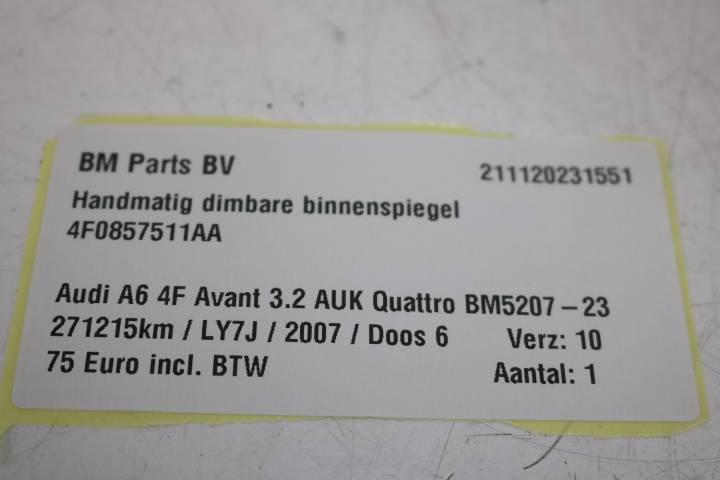 BM Parts BV 211120231551
Handmatig dimbare binnenspiegel
4F0857511AA
Audi A6 4F Avant 3.2 AUK Quattro BM5207-23
271215km / LY7J / 2007 / Doos 6 Verz: 10
75 Euro incl. BTW Aantal: 1